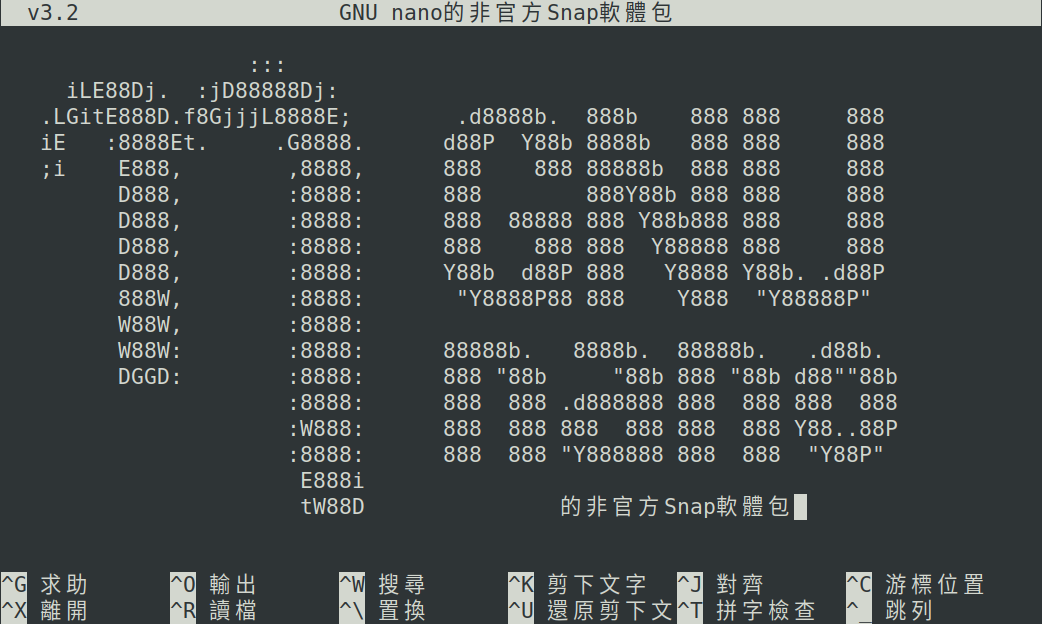 v3.2 GNU nano的非官方Snap軟體包
                   :::
     iLE88Dj.  :jD88888Dj:
   .LGitE888D.f8GjjjL8888E;        .d8888b.  888b    888 888     888
   iE   :8888Et.     .G8888.      d88P  Y88b 8888b   888 888     888
   ;i    E888,        ,8888,      888    888 88888b  888 888     888
         D888,        :8888:      888        888Y88b 888 888     888
         D888,        :8888:      888  88888 888 Y88b888 888     888
         D888,        :8888:      888    888 888  Y88888 888     888
         D888,        :8888:      Y88b  d88P 888   Y8888 Y88b. .d88P
         888W,        :8888:       "Y8888P88 888    Y888  "Y88888P"
         W88W,        :8888:
         W88W:        :8888:      88888b.   8888b.  88888b.   .d88b.
         DGGD:        :8888:      888 "88b     "88b 888 "88b d88""88b
                      :8888:      888  888 .d888888 888  888 888  888
                      :W888:      888  888 888  888 888  888 Y88..88P
                      :8888:      888  888 "Y888888 888  888  "Y88P"
                       E888i
                       tW88D               的非官方Snap軟體包
^G 求助 ^O 輸出 ^W 搜尋 ^K 剪下文字 ^J 對齊 ^C 游標位置
^X 離開 ^R 讀檔 ^\ 置換 ^U 還原剪下文 ^T 拼字檢查 ^_ 跳列